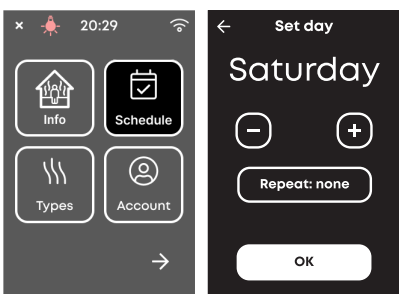 20:29
Info
Schedule
Types
Account
Set day
Saturday
Repeat: none
OK